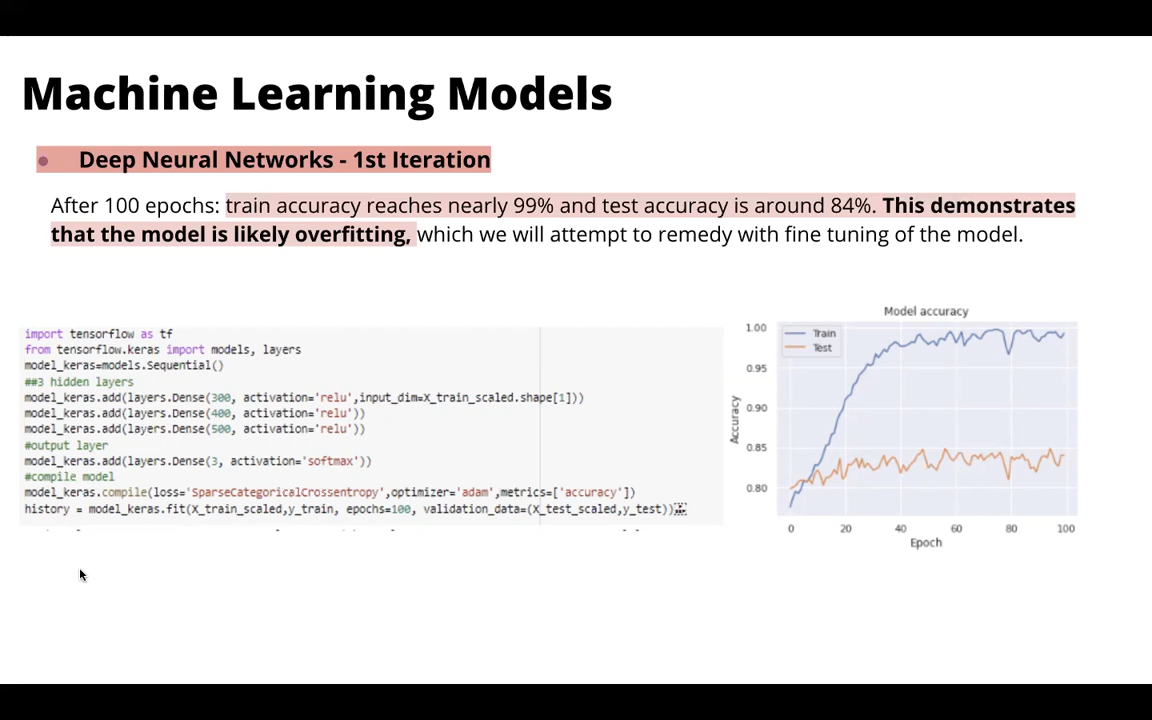 Machine Learning Models
● Deep Neural Networks - 1st Iteration
After 100 epochs: train accuracy reaches nearly 99% and test accuracy is around 84%. This demonstrates
that the model is likely overfitting, which we will attempt to remedy with fine tuning of the model.
import tensorflow as tf
from tensorflow.keras import models, layers
model_keras=models.Sequential()
##3 hidden layers
model_keras.add(layers.Dense(300, activation='relu',input_dim=X_train_scaled.shape[1]))
model_keras.add(layers.Dense(400, activation='relu'))
model_keras.add(layers.Dense(500, activation='relu'))
#output layer
model_keras.add(layers.Dense(3, activation='softmax'))
#compile model
model_keras.compile(loss='SparseCategoricalCrossentropy',optimizer='adam',metrics=['accuracy'])
history = model_keras.fit(X_train_scaled,y_train, epochs=100, validation_data=(X_test_scaled,y_test))
Model accuracy
Train
Test
1.00
0.95
0.90
0.85
0.80
Accuracy
0 20 40 60 80 100
Epoch